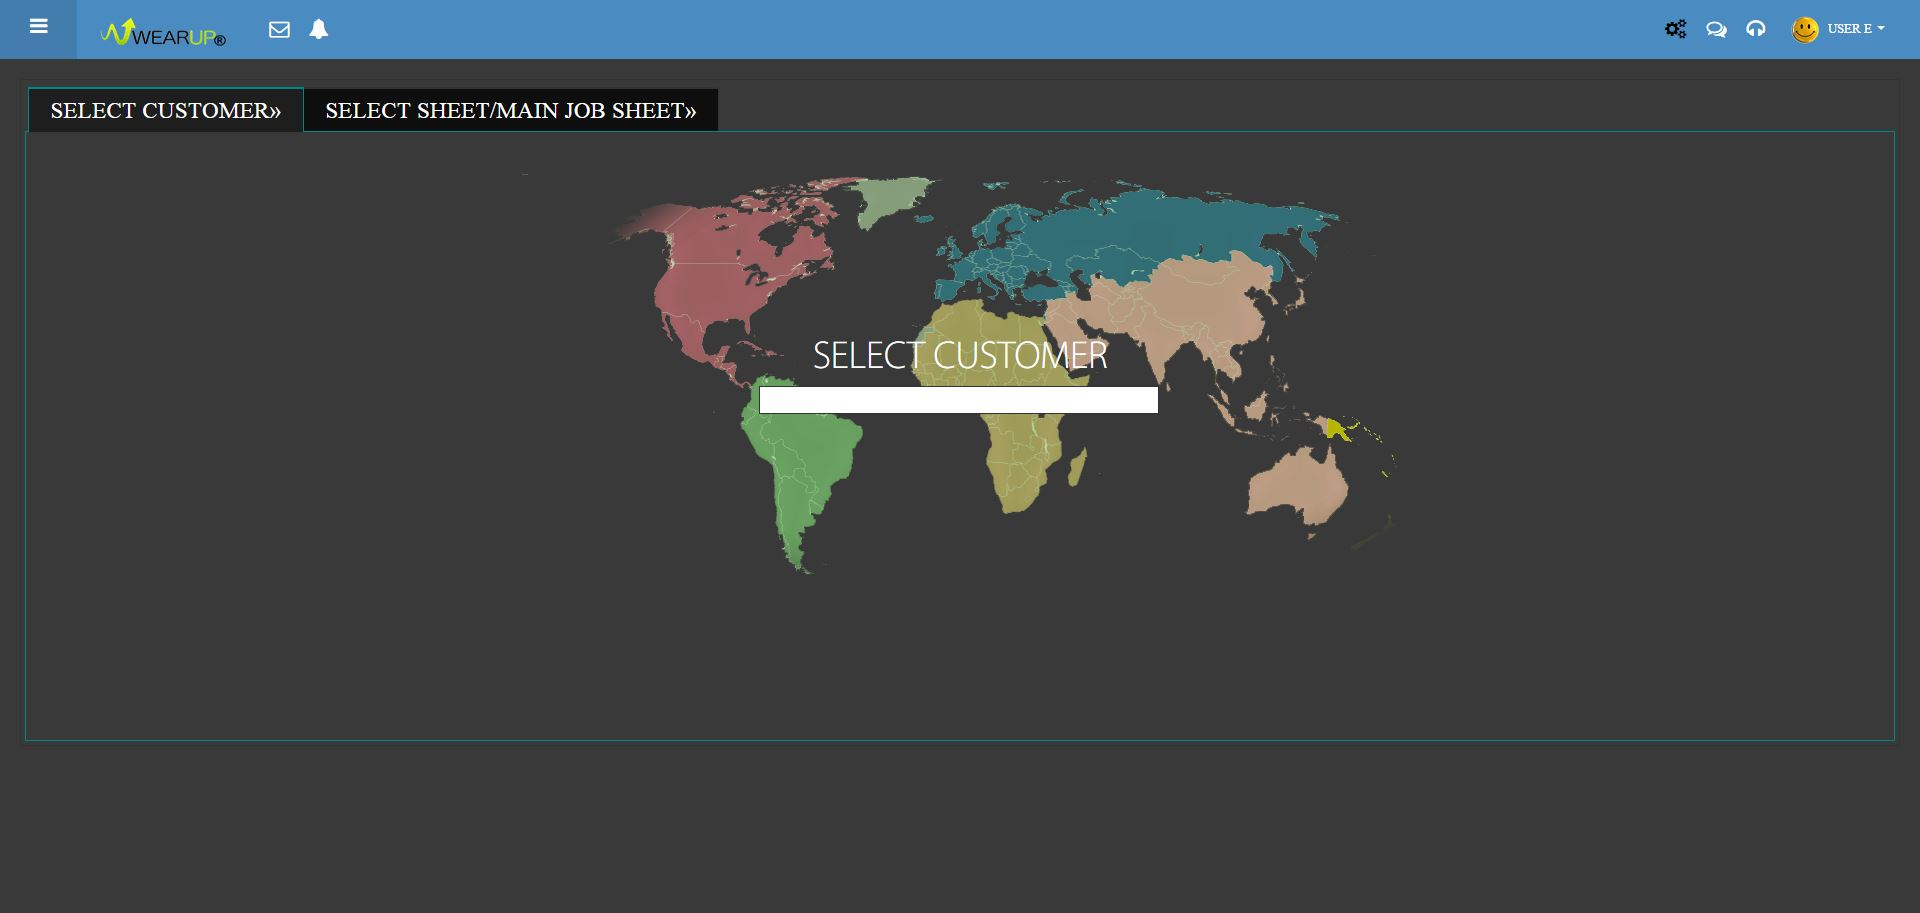 WEARUP®
USER E
SELECT CUSTOMER»
SELECT SHEET/MAIN JOB SHEET»
SELECT CUSTOMER